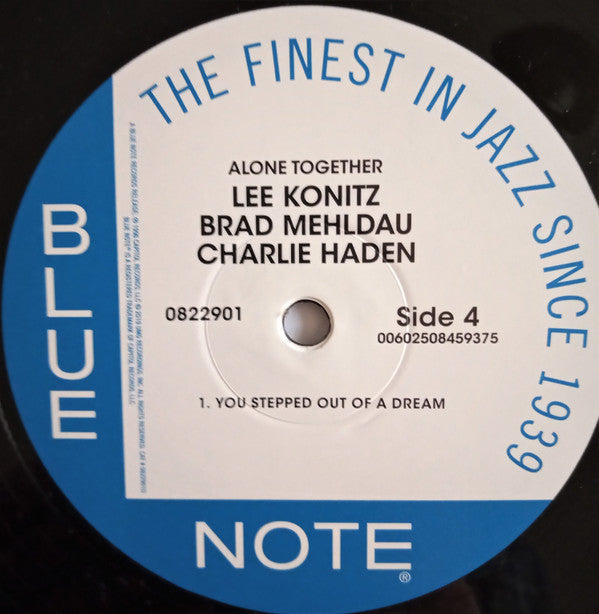 THE FINEST IN JAZZ SINCE 1939
ALONE TOGETHER
LEE KONITZ
BRAD MEHLDAU
CHARLIE HADEN
0822901
Side 4
00602508459375
1. YOU STEPPED OUT OF A DREAM
BLUE
NOTE®